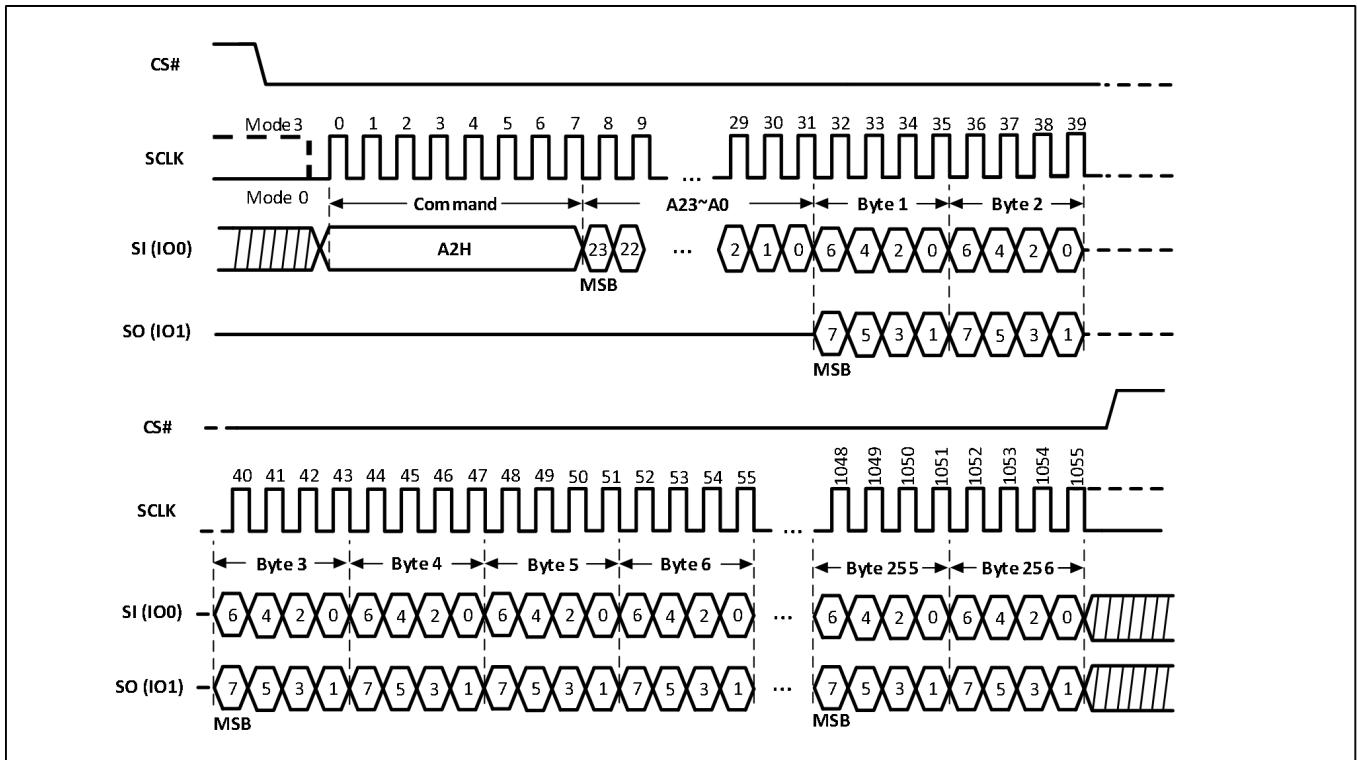 CS#
Mode 3
0 1 2 3 4 5 6 7 8 9 29 30 31 32 33 34 35 36 37 38 39
SCLK
...
Mode 0
Command A23~A0 Byte 1 Byte 2
SI (IO0) A2H 23 22 ... 2 1 0 6 4 2 0 6 4 2 0
MSB
SO (IO1) 7 5 3 1 7 5 3 1
MSB
CS#
40 41 42 43 44 45 46 47 48 49 50 51 52 53 54 55 1048 1049 1050 1051 1052 1053 1054 1055
SCLK
...
Byte 3 Byte 4 Byte 5 Byte 6 Byte 255 Byte 256
SI (IO0) 6 4 2 0 6 4 2 0 6 4 2 0 6 4 2 0 ... 6 4 2 0 6 4 2 0
SO (IO1) 7 5 3 1 7 5 3 1 7 5 3 1 7 5 3 1 ... 7 5 3 1 7 5 3 1
MSB MSB